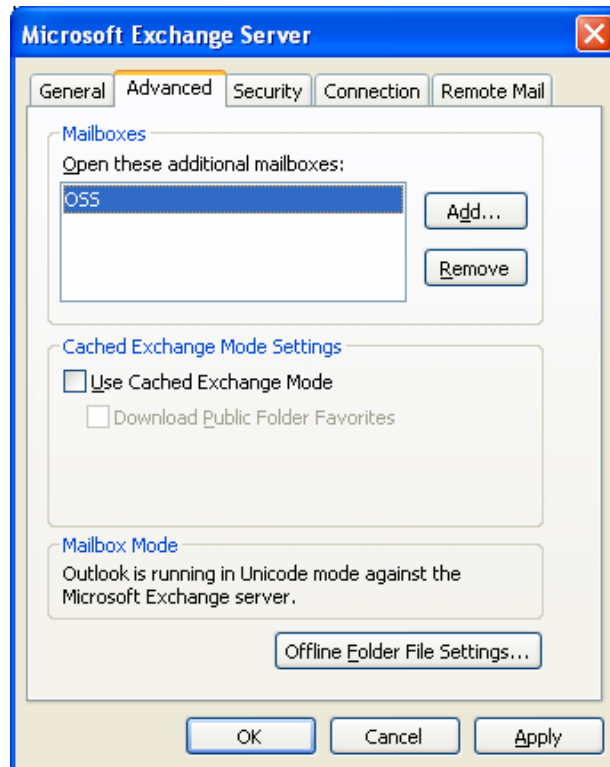 Microsoft Exchange Server
General Advanced Security Connection Remote Mail
Mailboxes
Open these additional mailboxes:
OSS
Add...
Remove
Cached Exchange Mode Settings
Use Cached Exchange Mode
Download Public Folder Favorites
Mailbox Mode
Outlook is running in Unicode mode against the
Microsoft Exchange server.
Offline Folder File Settings...
OK Cancel Apply